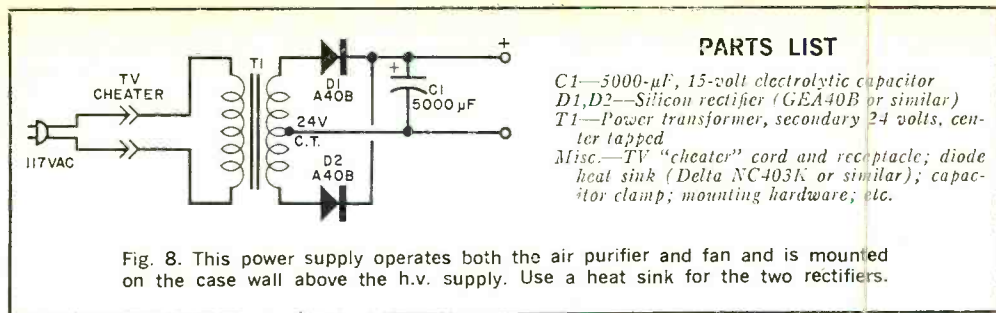 TV
CHEATER
117VAC
T1
24V
C.T.
D1
A40B
D2
A40B
+
C1
5000 µF
+
PARTS LIST
C1—5000-µF, 15-volt electrolytic capacitor
D1,D2—Silicon rectifier (GEA40B or similar)
T1—Power transformer, secondary 24 volts, cen-
ter tapped
Misc.—TV "cheater" cord and receptacle; diode
heat sink (Delta NC403K or similar); capac-
itor clamp; mounting hardware; etc.
Fig. 8. This power supply operates both the air purifier and fan and is mounted
on the case wall above the h.v. supply. Use a heat sink for the two rectifiers.